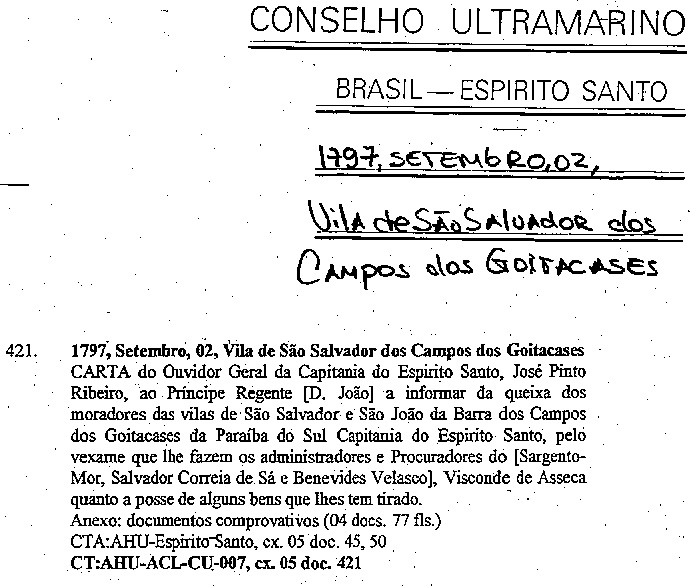 CONSELHO ULTRAMARINO
BRASIL — ESPIRITO SANTO
1797, SETEMBRO, 02,
Vila de São Salvador dos
Campos dos Goitacases
421. 1797, Setembro, 02, Vila de São Salvador dos Campos dos Goitacases
CARTA do Ouvidor Geral da Capitania do Espirito Santo, José Pinto
Ribeiro, ao Príncipe Regente [D. João] a informar da queixa dos
moradores das vilas de São Salvador e São João da Barra dos Campos
dos Goitacases da Paraíba do Sul Capitania do Espirito Santo, pelo
vexame que lhe fazem os administradores e Procuradores do [Sargento-
Mor, Salvador Correia de Sá e Benevides Velasco], Visconde de Asseca
quanto a posse de alguns bens que lhes tem tirado.
Anexo: documentos comprovativos (04 docs. 77 fls.)
CTA:AHU-Espirito Santo, cx. 05 doc. 45, 50
CT:AHU-ACL-CU-007, cx. 05 doc. 421